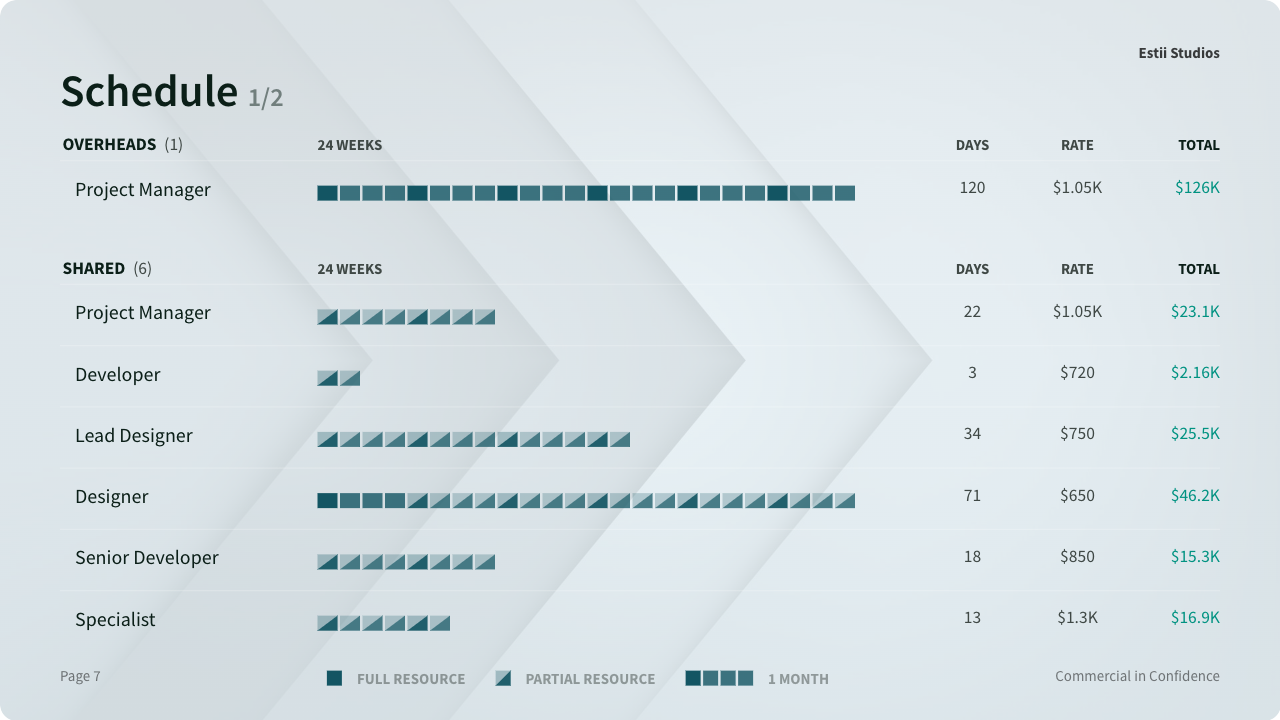 Estii Studios
Schedule 1/2
OVERHEADS (1) 24 WEEKS DAYS RATE TOTAL
Project Manager 120 $1.05K $126K
SHARED (6) 24 WEEKS DAYS RATE TOTAL
Project Manager 22 $1.05K $23.1K
Developer 3 $720 $2.16K
Lead Designer 34 $750 $25.5K
Designer 71 $650 $46.2K
Senior Developer 18 $850 $15.3K
Specialist 13 $1.3K $16.9K
Page 7 FULL RESOURCE PARTIAL RESOURCE 1 MONTH Commercial in Confidence